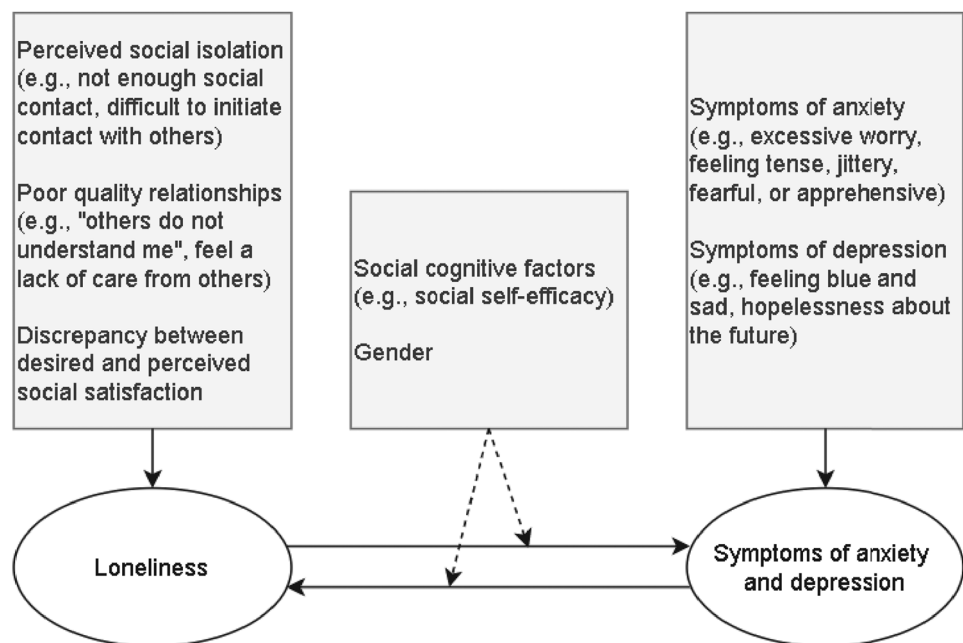 Perceived social isolation
(e.g., not enough social
contact, difficult to initiate
contact with others)
Poor quality relationships
(e.g., "others do not
understand me", feel a
lack of care from others)
Discrepancy between
desired and perceived
social satisfaction
Social cognitive factors
(e.g., social self-efficacy)
Gender
Symptoms of anxiety
(e.g., excessive worry,
feeling tense, jittery,
fearful, or apprehensive)
Symptoms of depression
(e.g., feeling blue and
sad, hopelessness about
the future)
Loneliness
Symptoms of anxiety
and depression